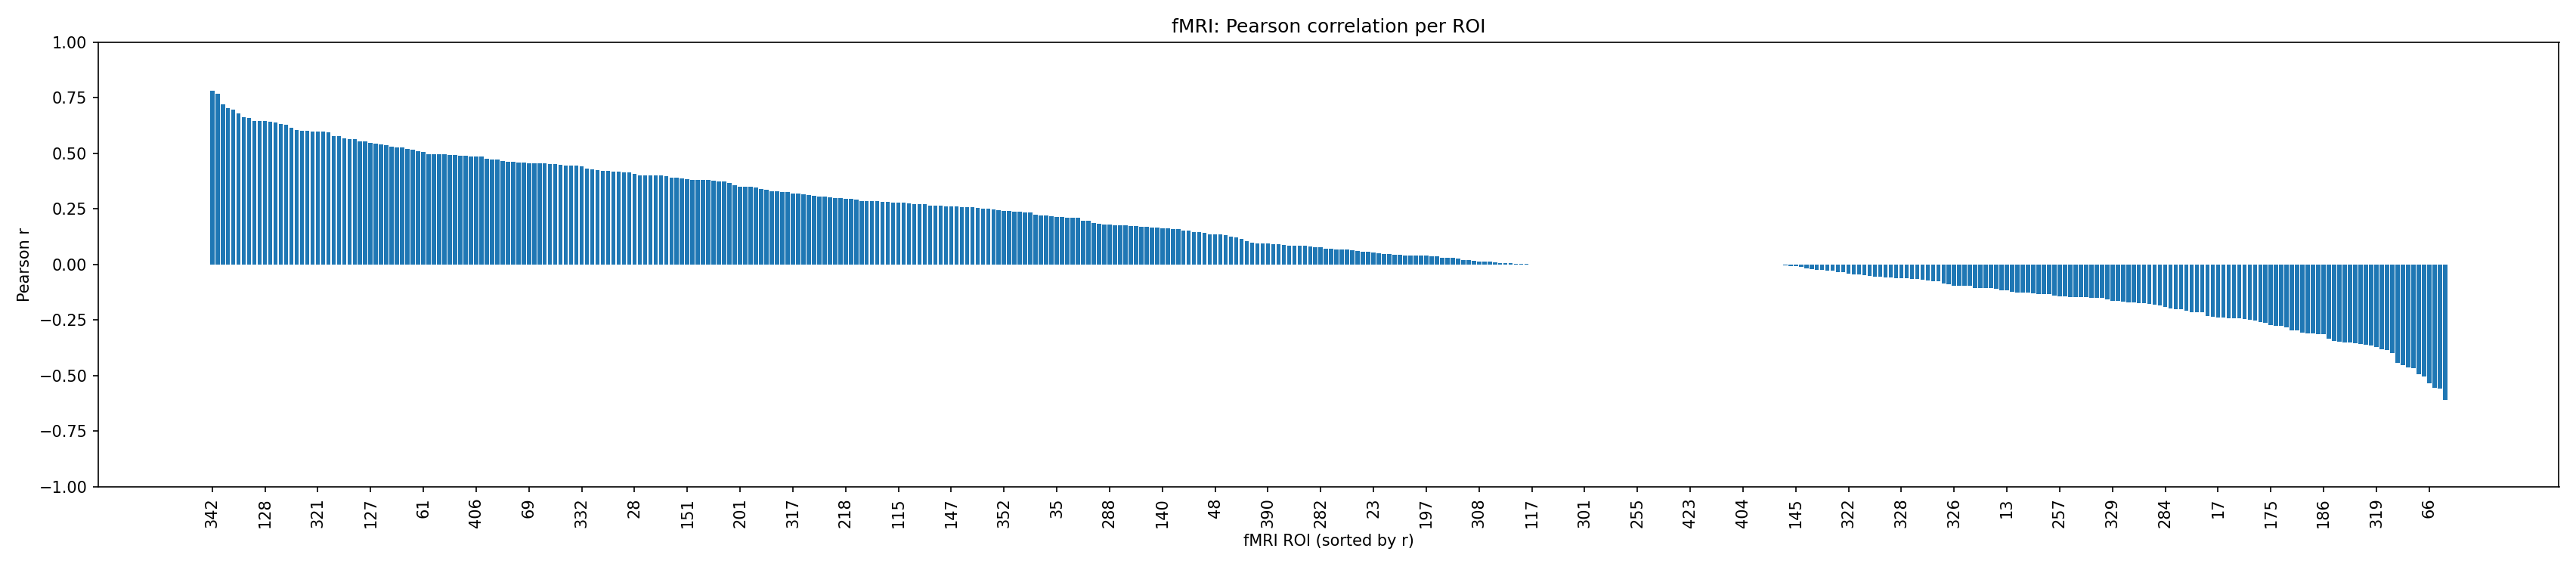 fMRI: Pearson correlation per ROI
1.00
0.75
0.50
0.25
0.00
−0.25
−0.50
−0.75
−1.00
Pearson r
342 128 321 127 61 406 69 332 28 151 201 317 218 115 147 352 35 288 140 48 390 282 23 197 308 117 301 255 423 404 145 322 328 326 13 257 329 284 17 175 186 319 66
fMRI ROI (sorted by r)